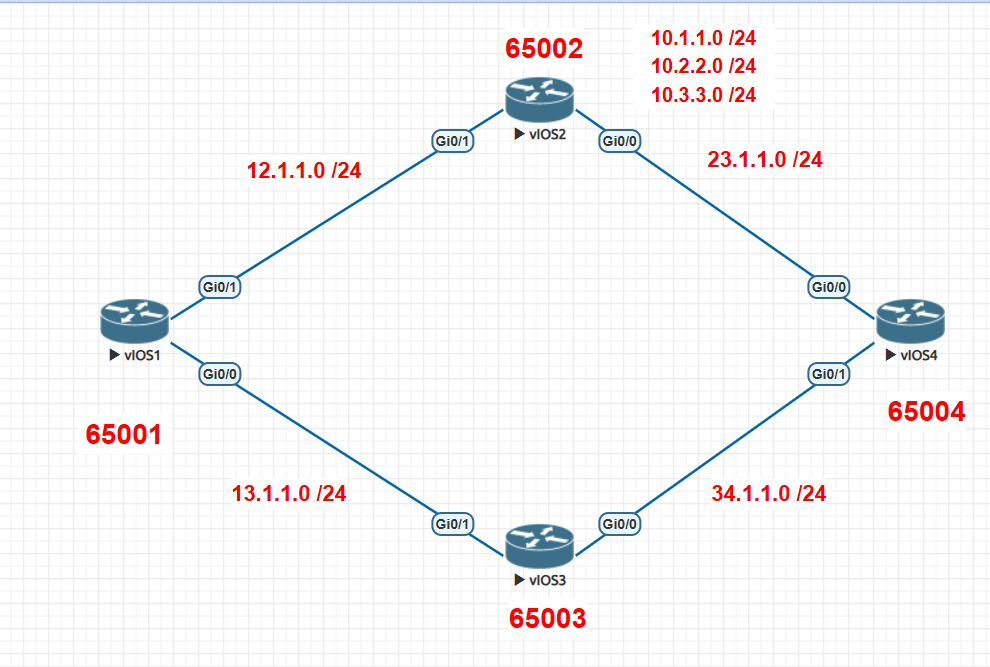 65002
10.1.1.0 /24
10.2.2.0 /24
10.3.3.0 /24
vIOS2
Gi0/1
Gi0/0
12.1.1.0 /24
23.1.1.0 /24
Gi0/1
Gi0/0
vIOS1
vIOS4
Gi0/0
Gi0/1
65001
65004
13.1.1.0 /24
34.1.1.0 /24
Gi0/1
Gi0/0
vIOS3
65003